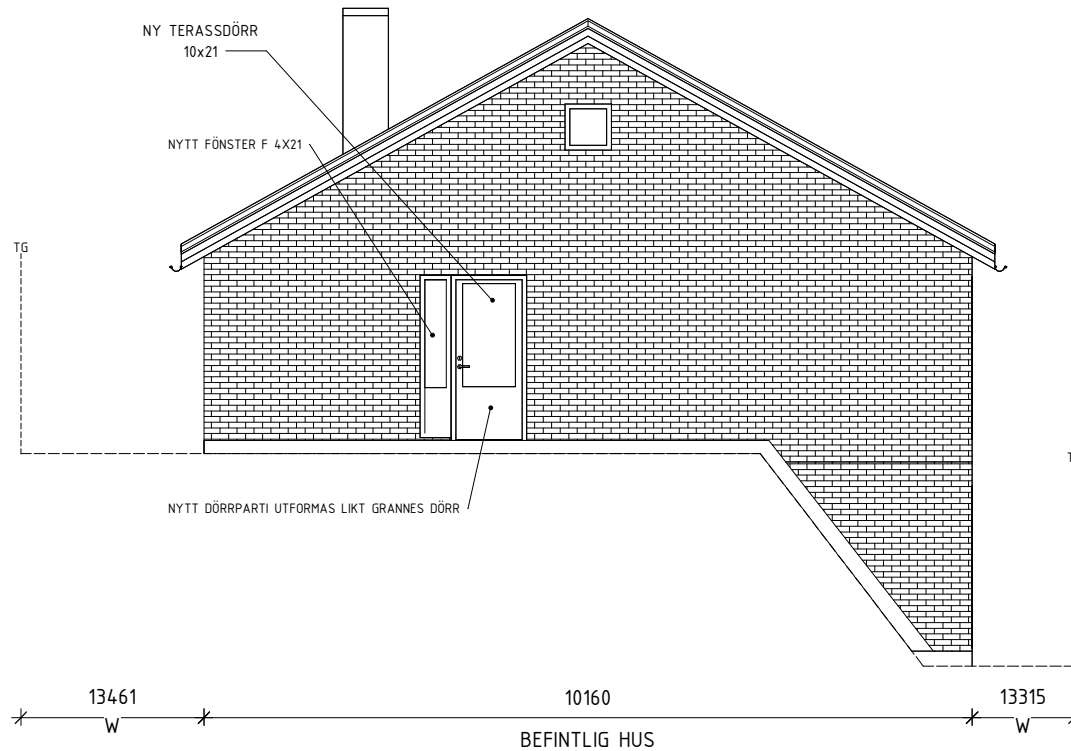 NY TERASSDÖRR
10x21
NYTT FÖNSTER F 4X21
TG
NYTT DÖRRPARTI UTFORMAS LIKT GRANNES DÖRR
13461
10160
13315
W
W
BEFINTLIG HUS